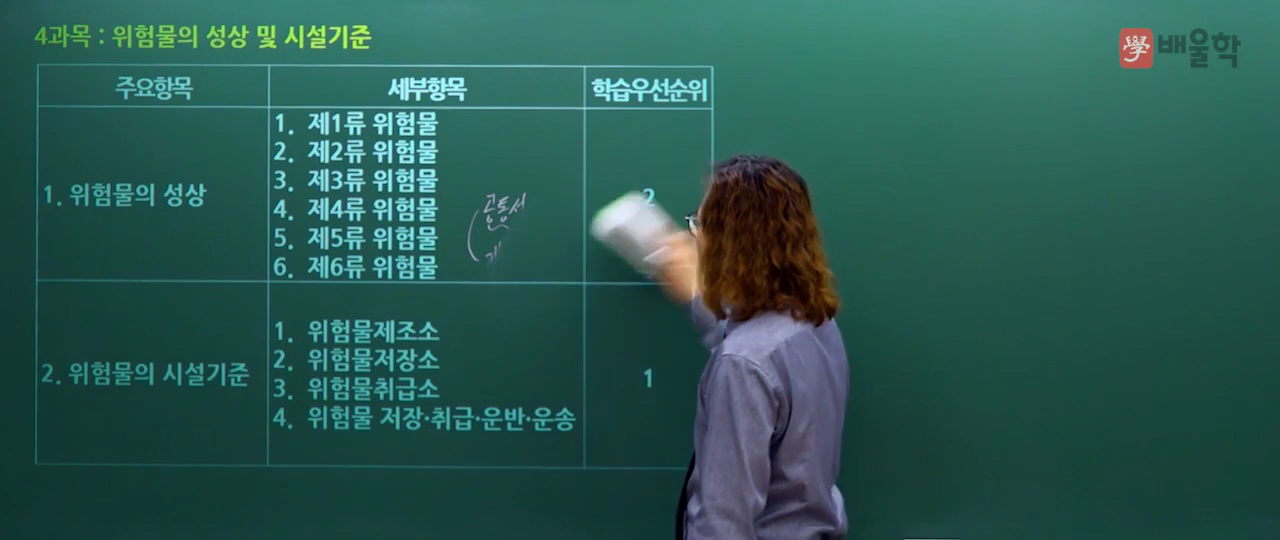 4과목 : 위험물의 성상 및 시설기준
學 배울학
주요항목 세부항목 학습우선순위
1. 위험물의 성상
1. 제1류 위험물
2. 제2류 위험물
3. 제3류 위험물
4. 제4류 위험물
5. 제5류 위험물
6. 제6류 위험물
공통서
2
2. 위험물의 시설기준
1. 위험물제조소
2. 위험물저장소
3. 위험물취급소
4. 위험물 저장·취급·운반·운송
1